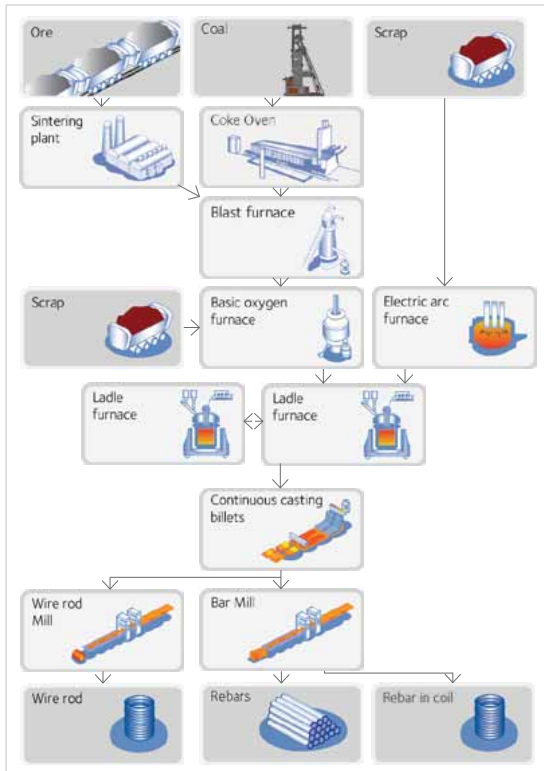 Ore
Coal
Scrap
Sintering
plant
Coke Oven
Blast furnace
Scrap
Basic oxygen
furnace
Electric arc
furnace
Ladle
furnace
Ladle
furnace
Continuous casting
billets
Wire rod
Mill
Bar Mill
Wire rod
Rebars
Rebar in coil